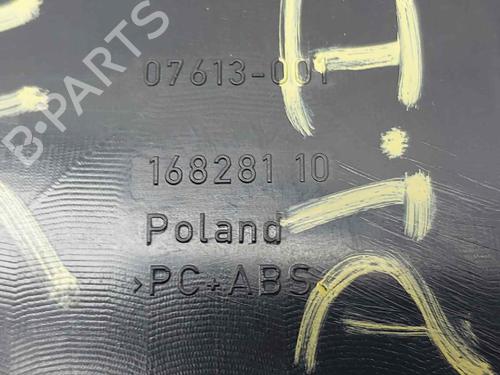 07613-001
168281 10
Poland
>PC+ABS<
B-PARTS